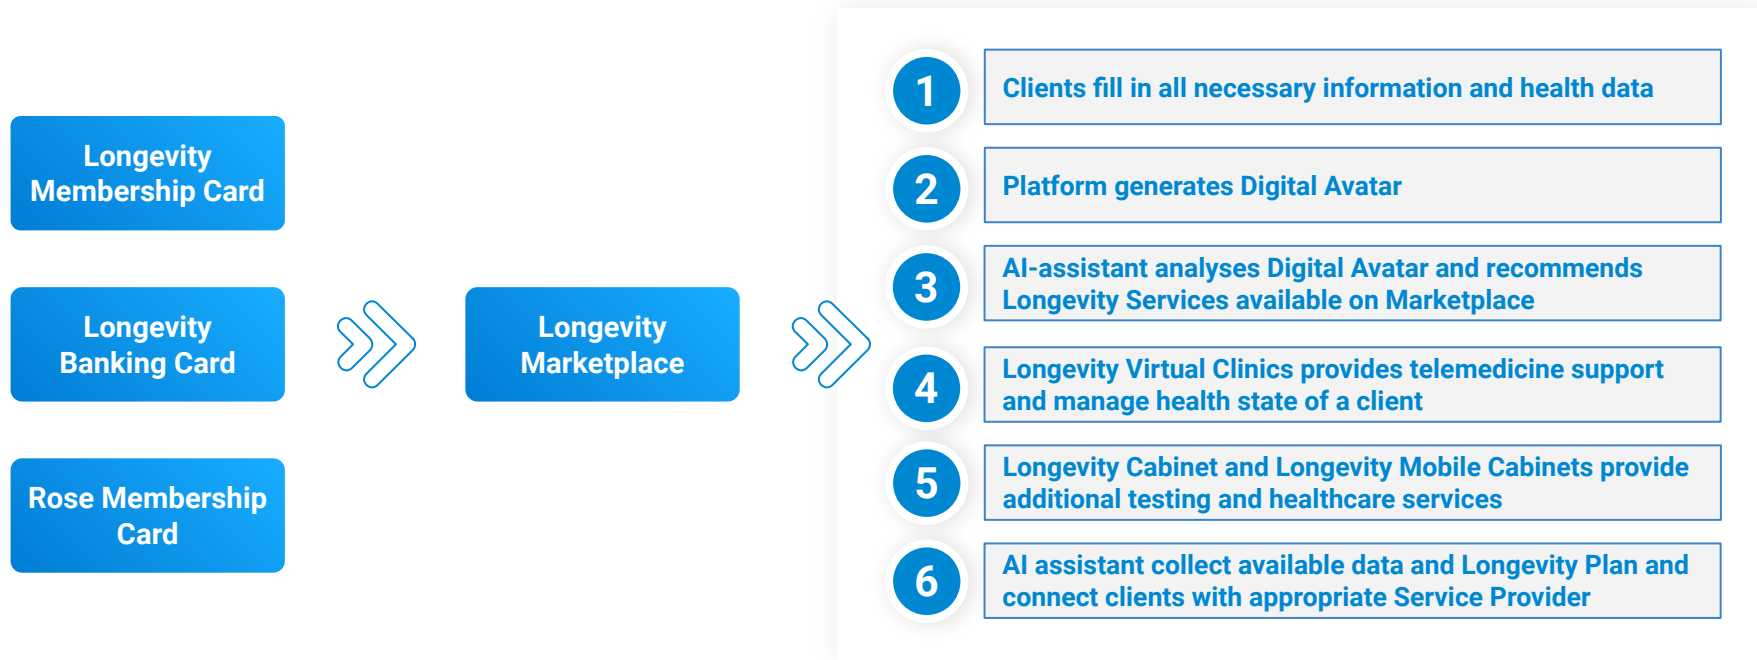 Longevity
Membership Card
Longevity
Banking Card
Rose Membership
Card
Longevity
Marketplace
1
Clients fill in all necessary information and health data
2
Platform generates Digital Avatar
3
AI-assistant analyses Digital Avatar and recommends
Longevity Services available on Marketplace
4
Longevity Virtual Clinics provides telemedicine support
and manage health state of a client
5
Longevity Cabinet and Longevity Mobile Cabinets provide
additional testing and healthcare services
6
AI assistant collect available data and Longevity Plan and
connect clients with appropriate Service Provider